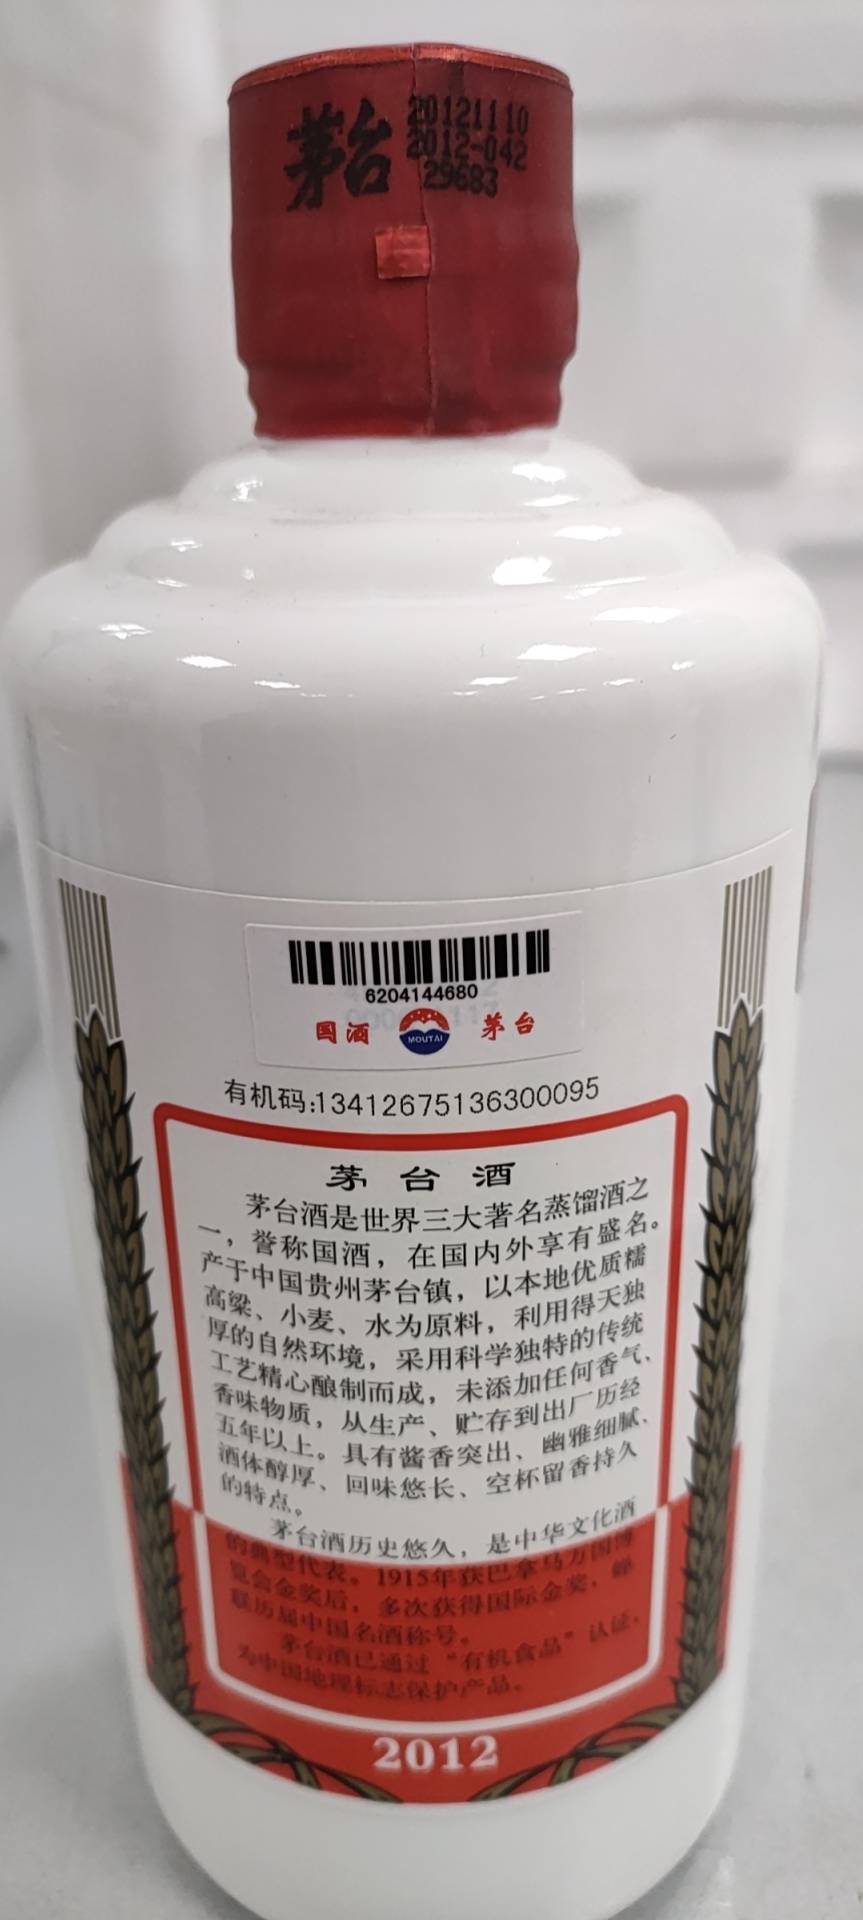 茅台
20121110
2012-042
29683
6204144680
国酒 MOUTAI 茅台
有机码:13412675136300095
茅台酒
茅台酒是世界三大著名蒸馏酒之
一，誉称国酒，在国内外享有盛名。
产于中国贵州茅台镇，以本地优质糯
高粱、小麦、水为原料，利用得天独
厚的自然环境，采用科学独特的传统
工艺精心酿制而成，未添加任何香气、
香味物质，从生产、贮存到出厂历经
五年以上。具有酱香突出、幽雅细腻、
酒体醇厚、回味悠长、空杯留香持久
的特点。
茅台酒历史悠久，是中华文化酒
的典型代表。1915年获巴拿马万国博
览会金奖后，多次获得国际金奖，蝉
联历届中国名酒称号。
茅台酒已通过“有机食品”认证，
为中国地理标志保护产品。
2012